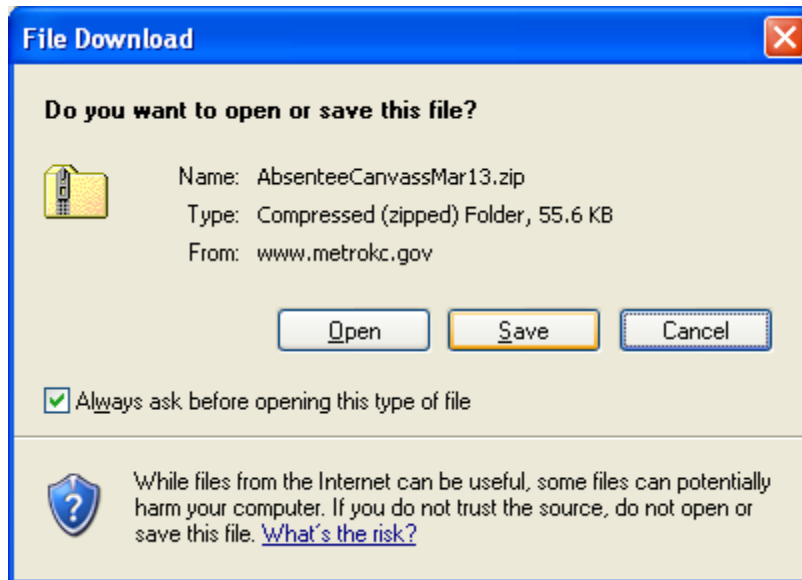 File Download
Do you want to open or save this file?
Name: AbsenteeCanvassMar13.zip
Type: Compressed (zipped) Folder, 55.6 KB
From: www.metrokc.gov
Open Save Cancel
Always ask before opening this type of file
While files from the Internet can be useful, some files can potentially
harm your computer. If you do not trust the source, do not open or
save this file. What's the risk?